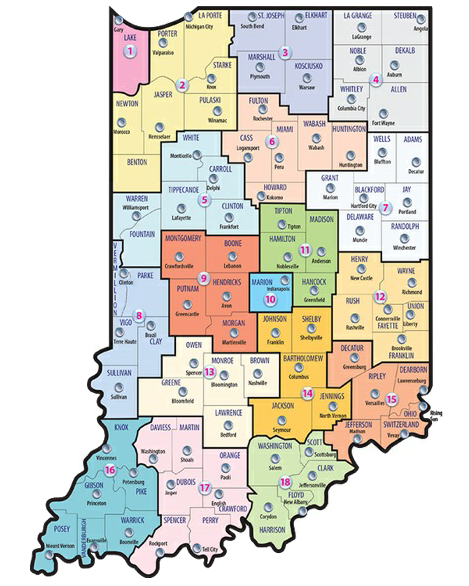 Gary
LAKE
1
PORTER
Valparaiso
LA PORTE
Michigan City
ST. JOSEPH
South Bend
ELKHART
Elkhart
LA GRANGE
LaGrange
STEUBEN
Angola
STARKE
Knox
2
MARSHALL
Plymouth
3
KOSCIUSKO
Warsaw
NOBLE
Albion
DEKALB
Auburn
4
NEWTON
Morocco
JASPER
Rensselaer
PULASKI
Winamac
FULTON
Rochester
WHITLEY
Columbia City
ALLEN
Fort Wayne
BENTON
WHITE
Monticello
CASS
Logansport
MIAMI
Peru
6
WABASH
Wabash
HUNTINGTON
Huntington
WELLS
Bluffton
ADAMS
Decatur
CARROLL
Delphi
HOWARD
Kokomo
GRANT
Marion
BLACKFORD
Hartford City
JAY
Portland
7
WARREN
Williamsport
TIPPECANOE
Lafayette
5
CLINTON
Frankfort
TIPTON
Tipton
MADISON
Anderson
DELAWARE
Muncie
RANDOLPH
Winchester
FOUNTAIN
MONTGOMERY
Crawfordsville
BOONE
Lebanon
HAMILTON
Noblesville
11
HENRY
New Castle
WAYNE
Richmond
VERMILLION
Clinton
PARKE
PUTNAM
Greencastle
9
HENDRICKS
Avon
MARION
Indianapolis
10
HANCOCK
Greenfield
RUSH
Rushville
12
UNION
Liberty
Connersville
FAYETTE
8
VIGO
Terre Haute
Brazil
CLAY
MORGAN
Martinsville
JOHNSON
Franklin
SHELBY
Shelbyville
Brookville
FRANKLIN
SULLIVAN
Sullivan
OWEN
Spencer
13
MONROE
Bloomington
BROWN
Nashville
BARTHOLOMEW
Columbus
DECATUR
Greensburg
GREENE
Bloomfield
14
JENNINGS
North Vernon
RIPLEY
Versailles
15
DEARBORN
Lawrenceburg
OHIO
Rising
Sun
LAWRENCE
Bedford
JACKSON
Seymour
JEFFERSON
Madison
SWITZERLAND
Vevay
KNOX
Vincennes
16
DAVIESS
Washington
MARTIN
Shoals
ORANGE
Paoli
WASHINGTON
Salem
SCOTT
Scottsburg
GIBSON
Princeton
Petersburg
PIKE
DUBOIS
Jasper
17
English
CRAWFORD
18
CLARK
Jeffersonville
FLOYD
New Albany
Corydon
HARRISON
POSEY
Mount Vernon
VANDERBURGH
Evansville
WARRICK
Boonville
SPENCER
Rockport
PERRY
Tell City